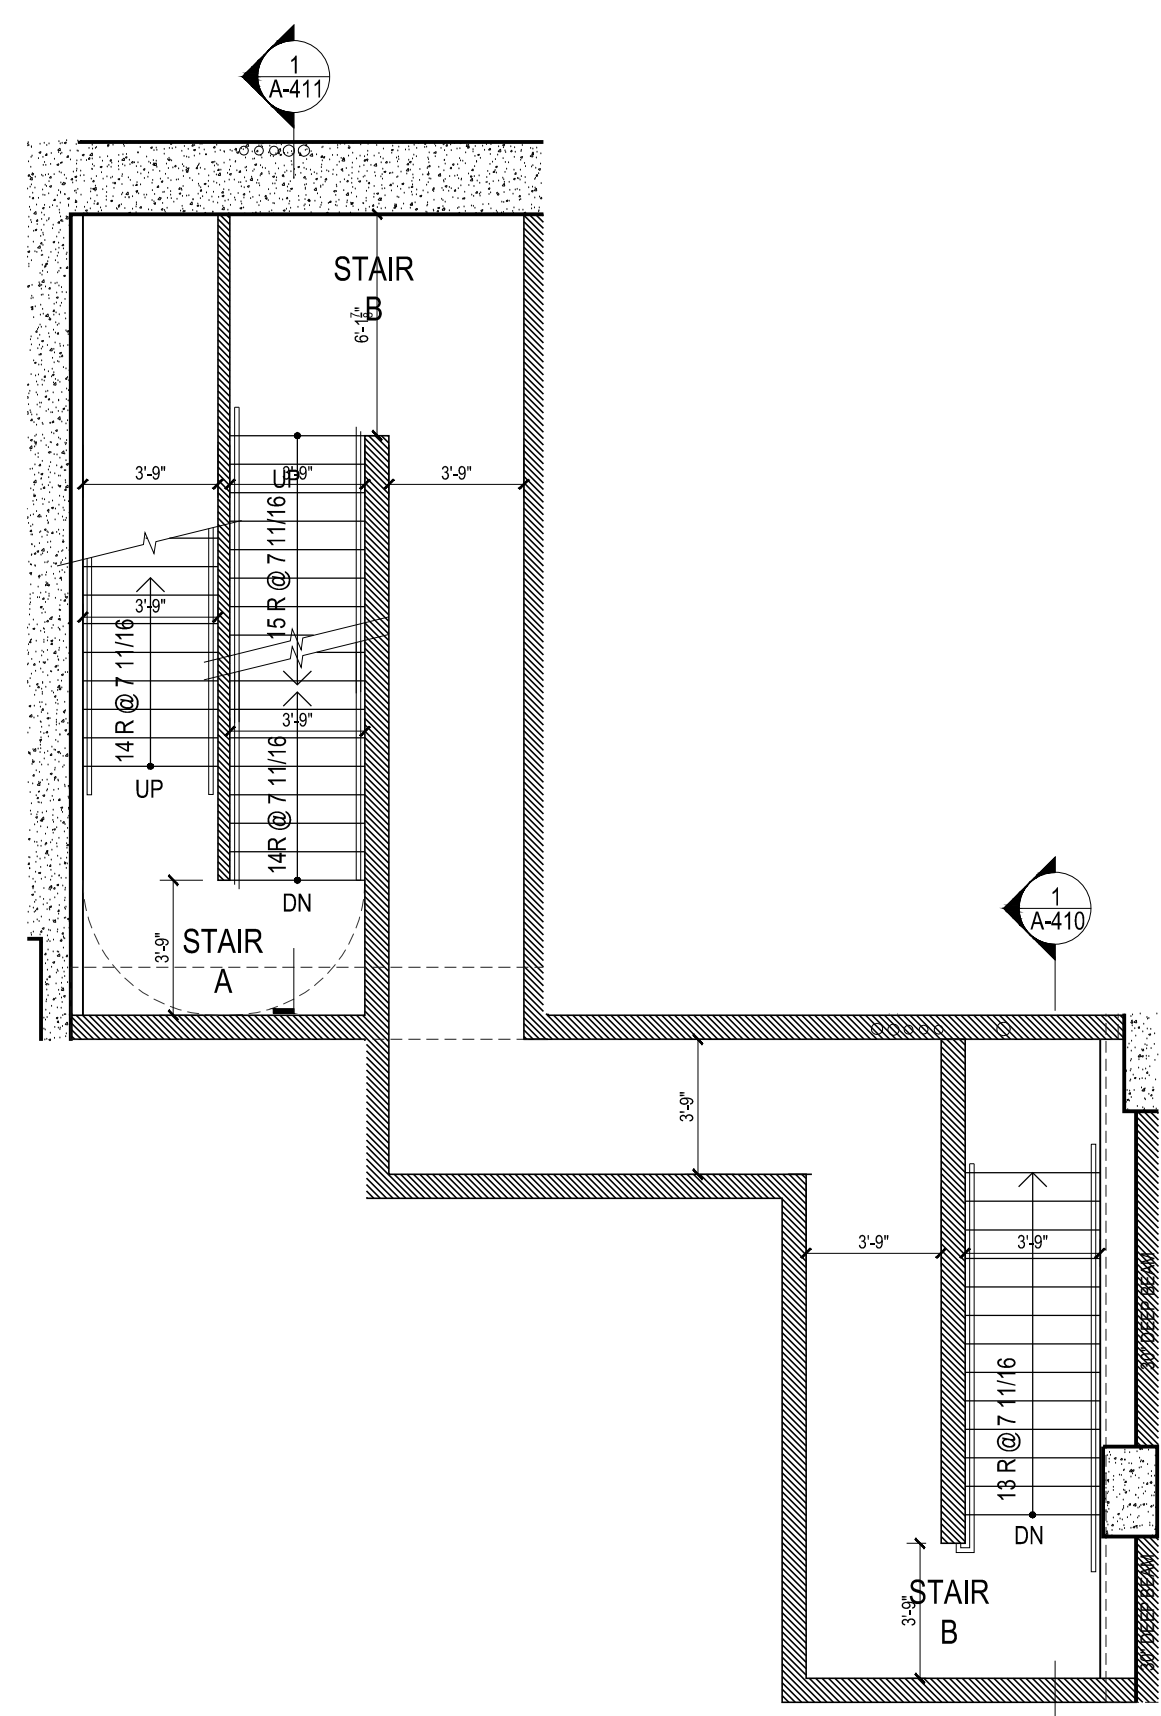 1
A-411
STAIR
B
6'-1⅞"
3'-9"
3'-9"
3'-9"
UP
15 R @ 7 11/16
3'-9"
14 R @ 7 11/16
UP
3'-9"
14R @ 7 11/16
DN
3'-9"
STAIR
A
1
A-410
3'-9"
3'-9"
3'-9"
30" DEEP BEAM
13 R @ 7 11/16
DN
3'-9"
STAIR
B
30" DEEP BEAM